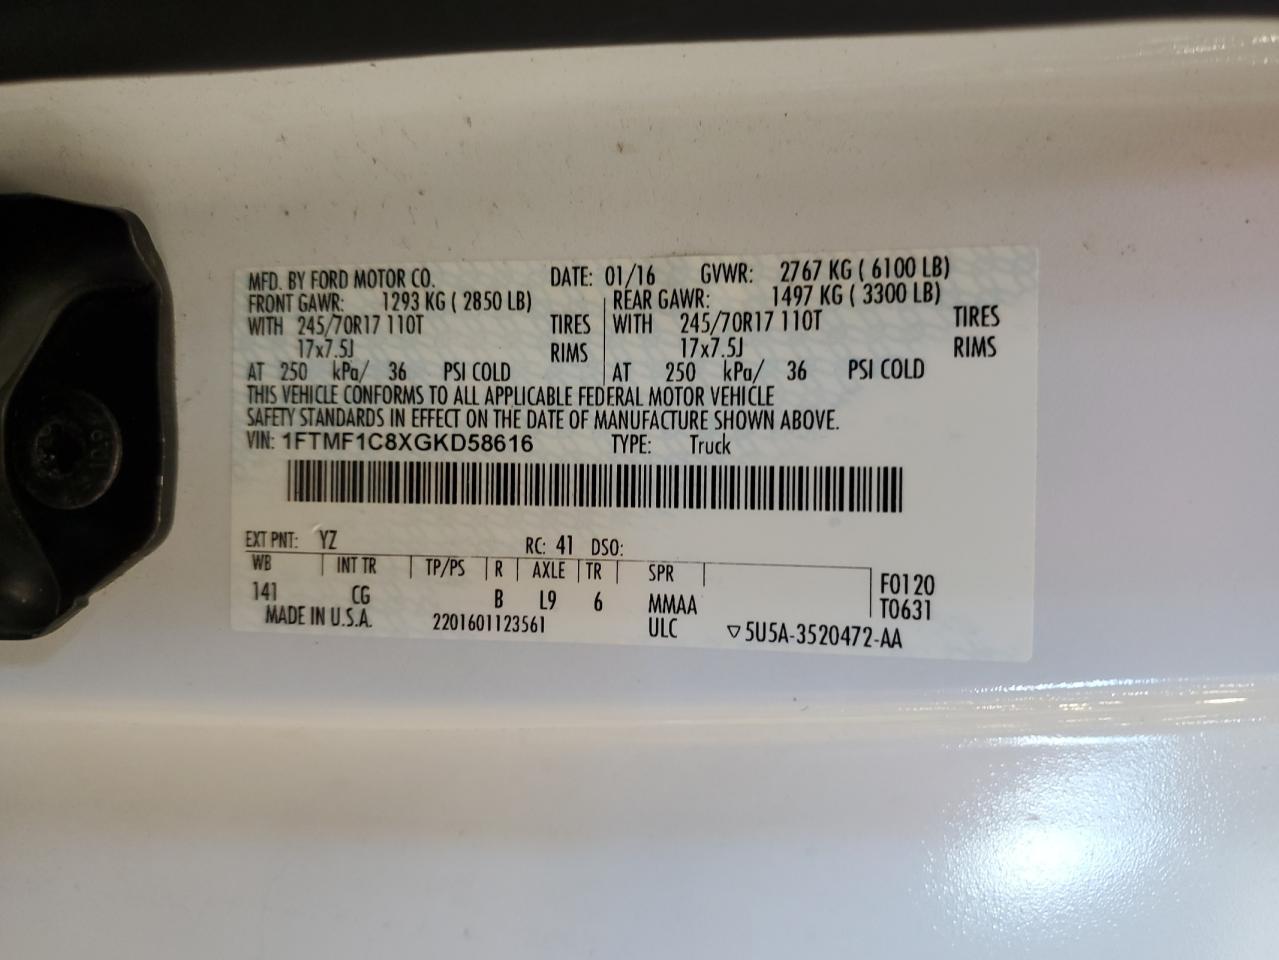 MFD. BY FORD MOTOR CO. DATE: 01/16 GVWR: 2767 KG ( 6100 LB)
FRONT GAWR: 1293 KG ( 2850 LB) REAR GAWR: 1497 KG ( 3300 LB)
WITH 245/70R17 110T TIRES WITH 245/70R17 110T TIRES
17x7.5J RIMS 17x7.5J RIMS
AT 250 kPa/ 36 PSI COLD AT 250 kPa/ 36 PSI COLD
THIS VEHICLE CONFORMS TO ALL APPLICABLE FEDERAL MOTOR VEHICLE
SAFETY STANDARDS IN EFFECT ON THE DATE OF MANUFACTURE SHOWN ABOVE.
VIN: 1FTMF1C8XGKD58616 TYPE: Truck
EXT PNT: YZ RC: 41 DSO:
WB INT TR TP/PS R AXLE TR SPR F0120
141 CG B L9 6 MMAA T0631
MADE IN U.S.A. 2201601123561 ULC ▽5U5A-3520472-AA